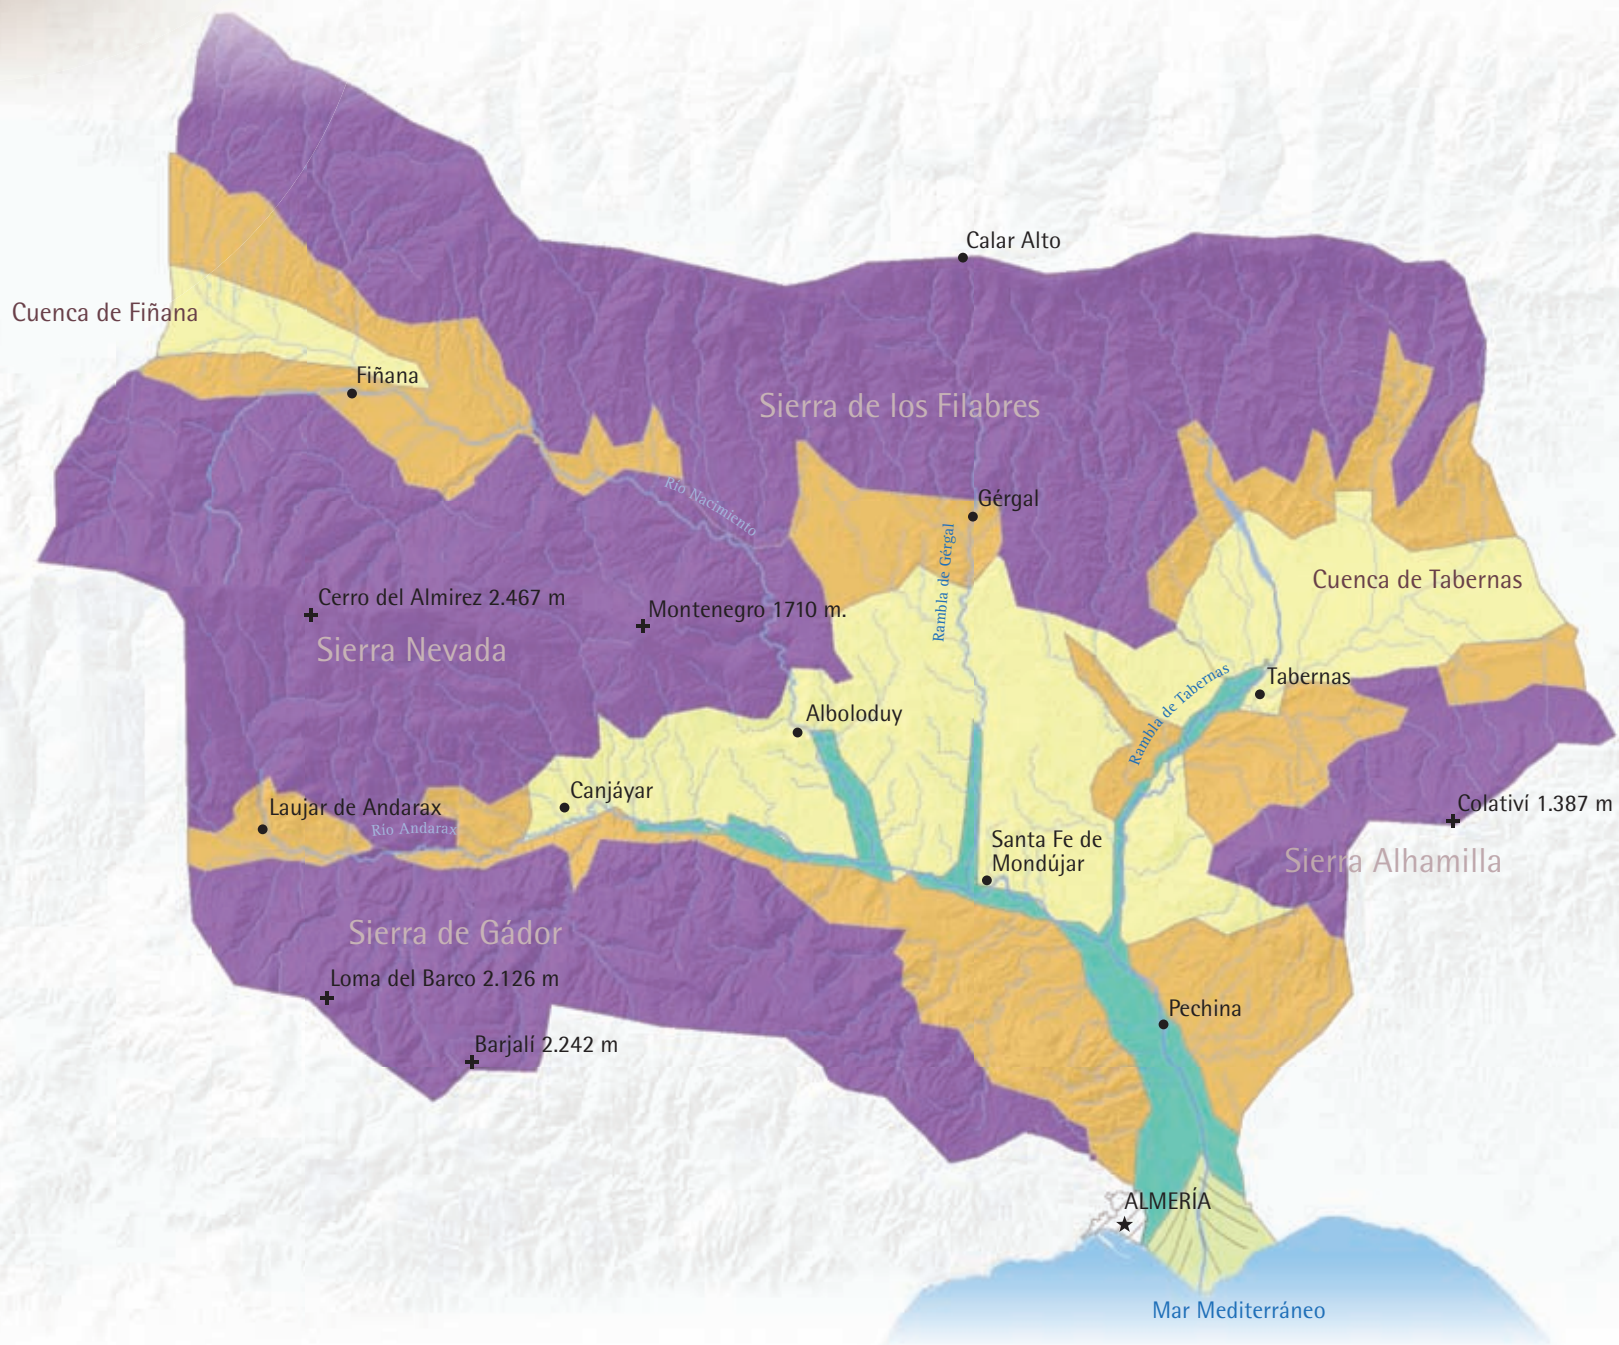 Calar Alto
Cuenca de Fiñana
Fiñana
Sierra de los Filabres
Río Nacimiento
Gérgal
Rambla de Gérgal
Cuenca de Tabernas
Cerro del Almirez 2.467 m
Montenegro 1710 m.
Sierra Nevada
Rambla de Tabernas
Tabernas
Alboloduy
Canjáyar
Laujar de Andarax
Río Andarax
Colativí 1.387 m
Santa Fe de
Mondújar
Sierra Alhamilla
Sierra de Gádor
Loma del Barco 2.126 m
Pechina
Barjalí 2.242 m
ALMERÍA
Mar Mediterráneo